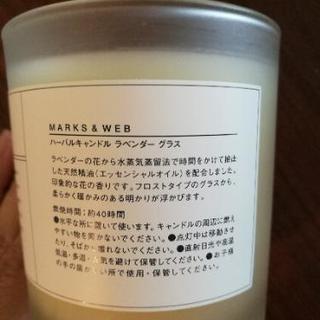 MARKS & WEB
ハーバルキャンドル ラベンダー グラス
ラベンダーの花から水蒸気蒸留法で時間をかけて抽出
した天然精油(エッセンシャルオイル)を配合しました。
印象的な花の香りです。フロストタイプのグラスから、
柔らかく暖かみのある明かりが浮かびます。
燃焼時間:約40時間
●水平な所に置いて使います。キャンドルの周辺に燃え
やすい物を置かないでください。●点灯中は移動させ
たり、そばから離れないでください。●直射日光や高温
低温・多湿・ 気を避けて保管してください。●お子様
の手の届かない所で使用・保管してください。